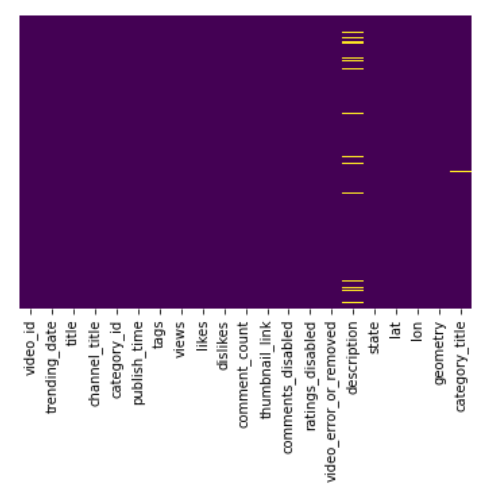 video_id
trending_date
title
channel_title
category_id
publish_time
tags
views
likes
dislikes
comment_count
thumbnail_link
comments_disabled
ratings_disabled
video_error_or_removed
description
state
lat
lon
geometry
category_title